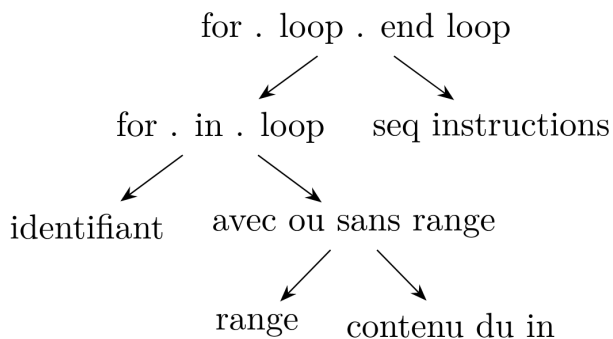 for . loop . end loop
for . in . loop
seq instructions
identifiant
avec ou sans range
range
contenu du in